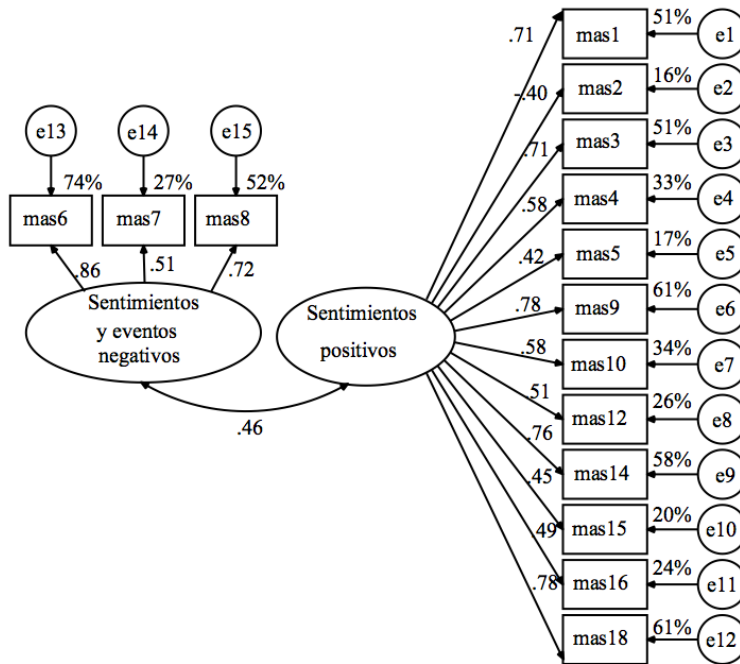 .71
mas1
51%
e1
-.40
mas2
16%
e2
.71
mas3
51%
e3
.58
mas4
33%
e4
.42
mas5
17%
e5
.78
mas9
61%
e6
.58
mas10
34%
e7
.51
mas12
26%
e8
.76
mas14
58%
e9
.45
mas15
20%
e10
.49
mas16
24%
e11
.78
mas18
61%
e12
e13
e14
e15
74%
27%
52%
mas6
mas7
mas8
.86
.51
.72
Sentimientos
y eventos
negativos
Sentimientos
positivos
.46